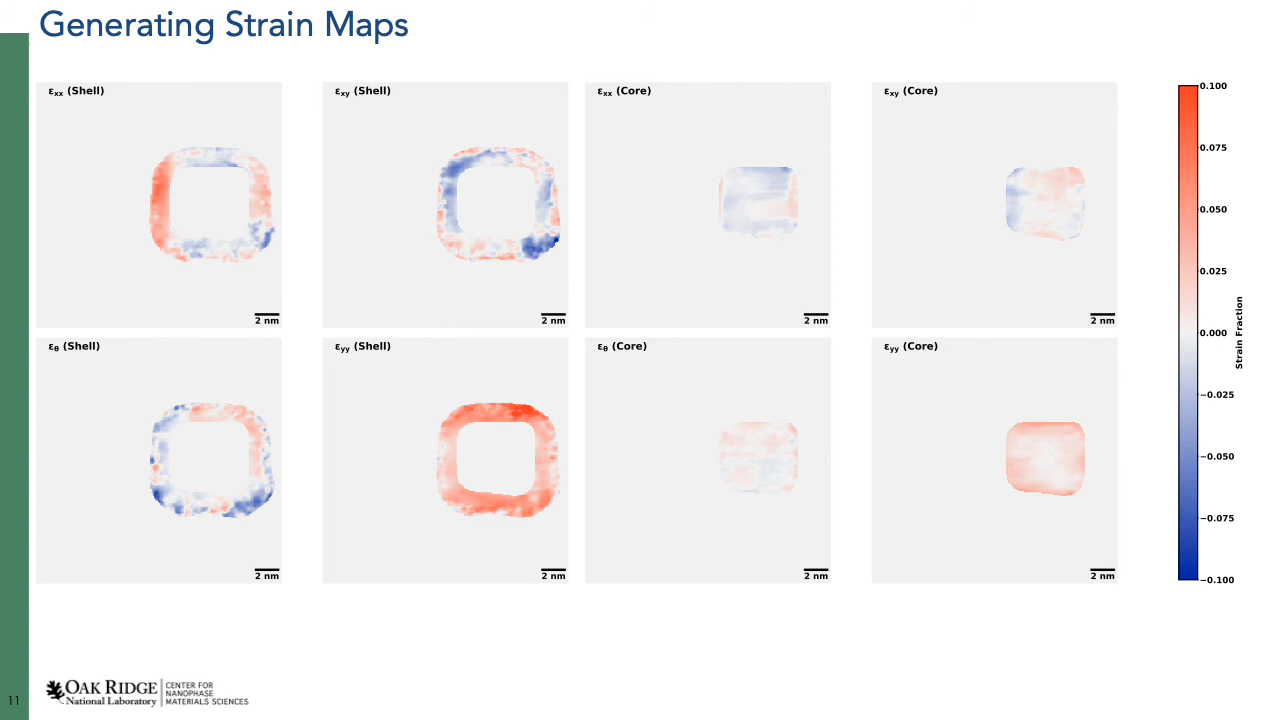 Generating Strain Maps
εxx (Shell)
εxy (Shell)
εxx (Core)
εxy (Core)
2 nm
2 nm
2 nm
2 nm
εθ (Shell)
εyy (Shell)
εθ (Core)
εyy (Core)
2 nm
2 nm
2 nm
2 nm
0.100
0.075
0.050
0.025
0.000
−0.025
−0.050
−0.075
−0.100
Strain Fraction
11
OAK RIDGE
National Laboratory
CENTER FOR
NANOPHASE
MATERIALS SCIENCES